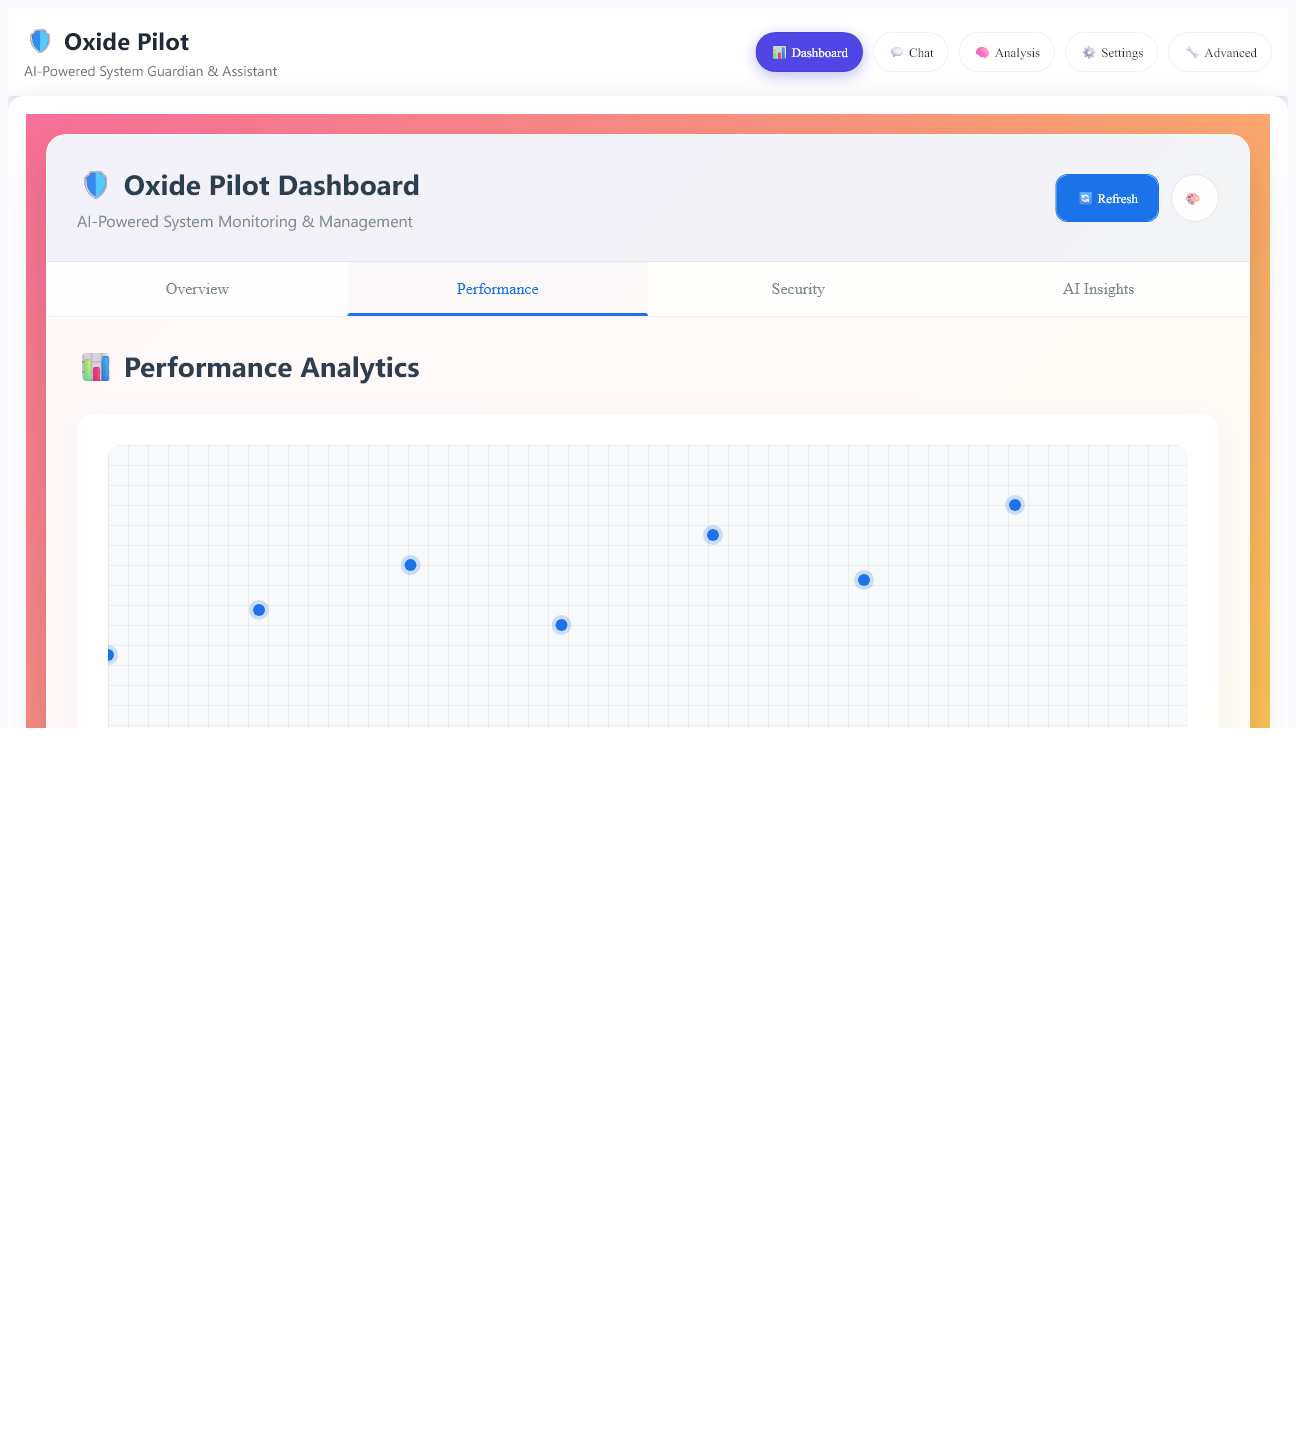 Oxide Pilot
AI-Powered System Guardian & Assistant
Dashboard
Chat
Analysis
Settings
Advanced
Oxide Pilot Dashboard
AI-Powered System Monitoring & Management
Refresh
Overview
Performance
Security
AI Insights
Performance Analytics